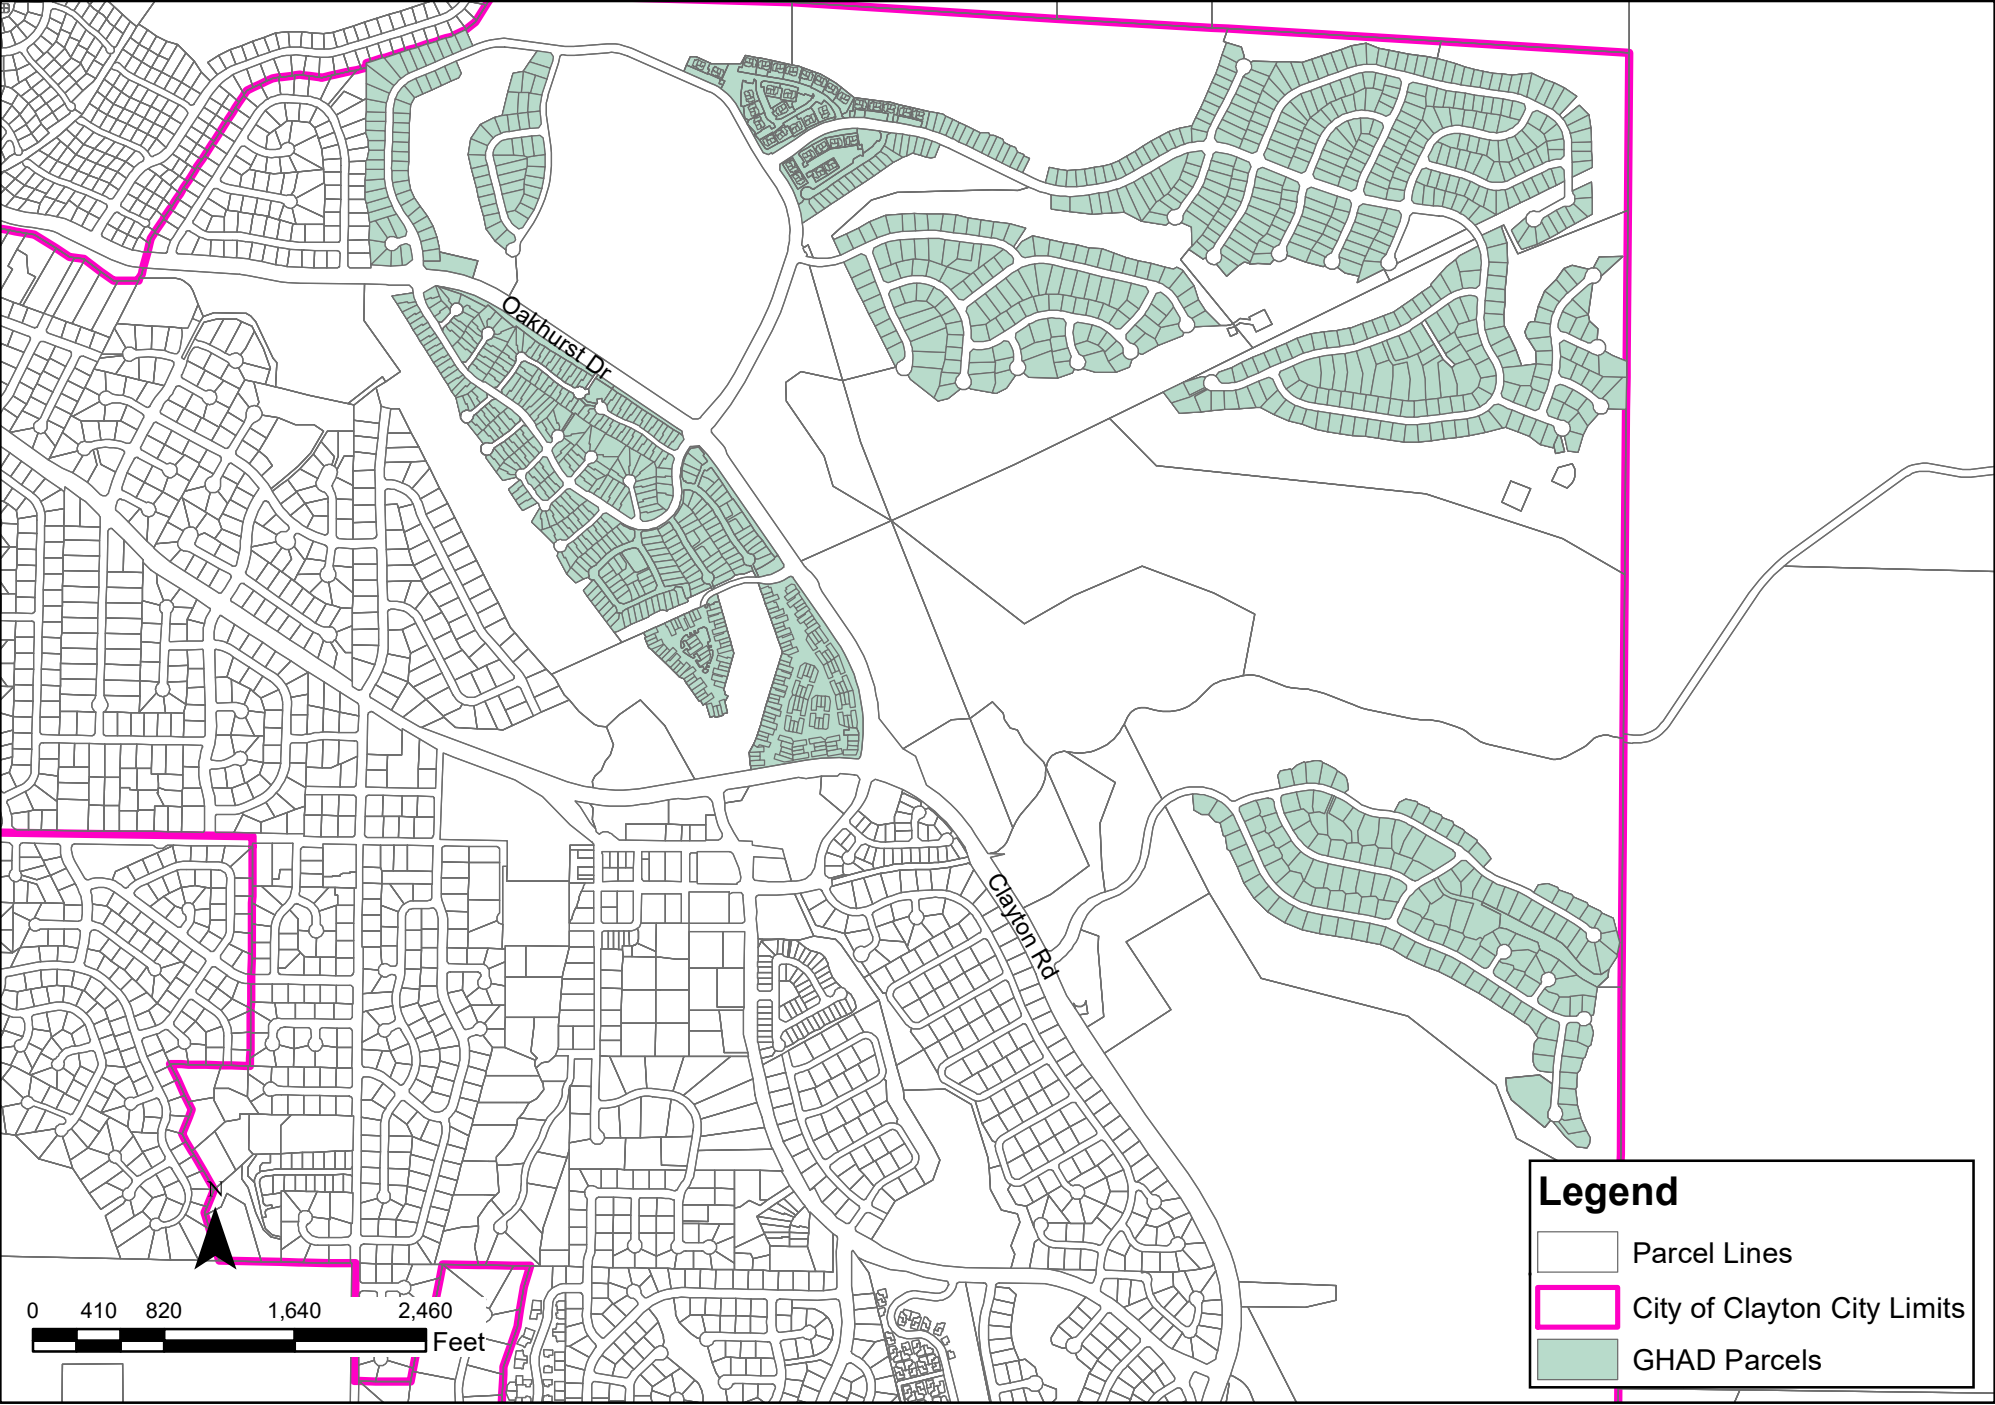 Oakhurst Dr
Clayton Rd
N
0 410 820 1,640 2,460
Feet
Legend
Parcel Lines
City of Clayton City Limits
GHAD Parcels